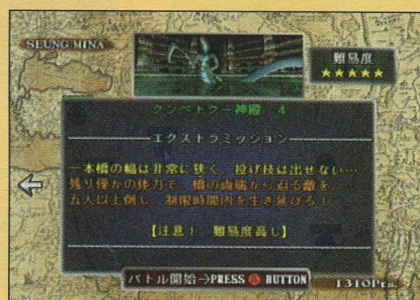 SEUNG MINA
難易度
★★★★★
クンペトクー神殿 4
エクストラミッション
一本橋の幅は非常に狭く、投げ技は出せない…
残り僅かの体力で、橋の両端から迫る敵を
五人以上倒し、制限時間内を生き延びろ!
【注意! 難易度高し】
バトル開始→PRESS Ⓐ BUTTON
1310Pts.